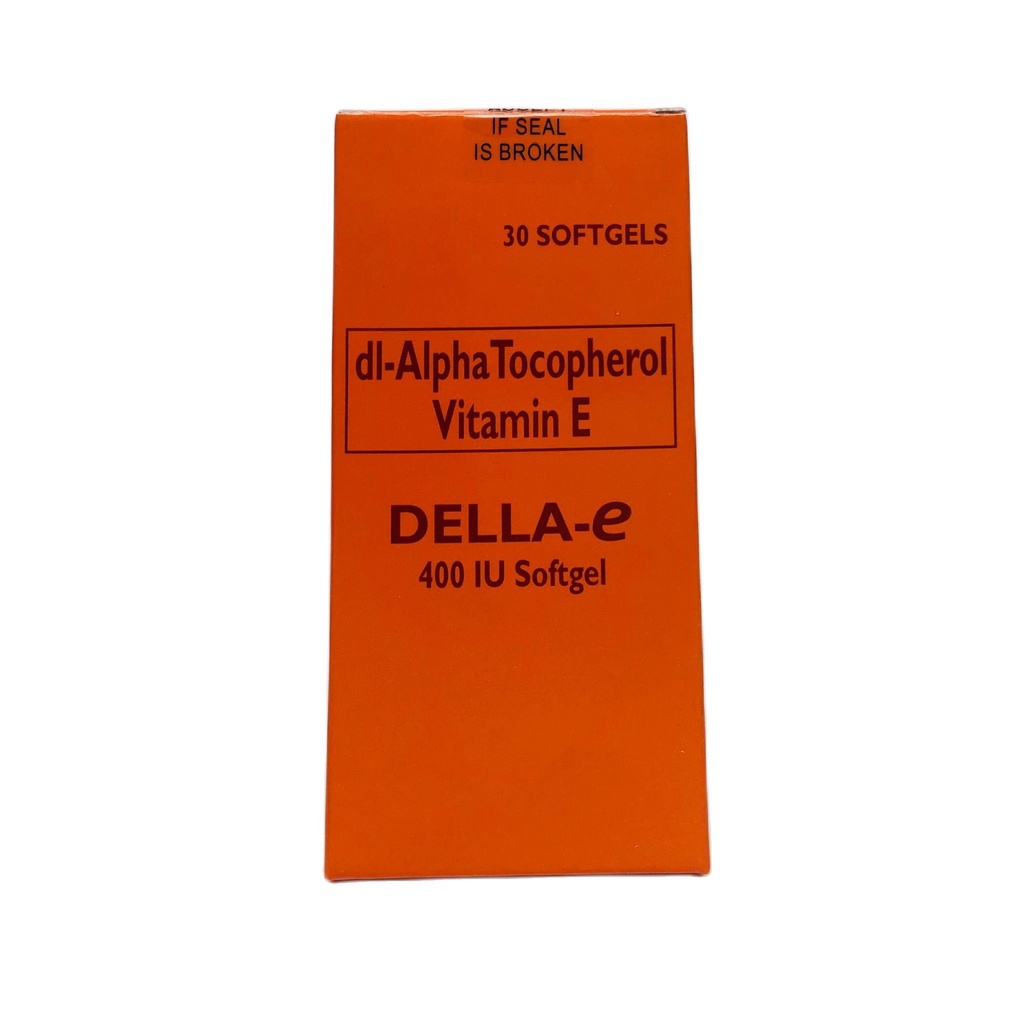 IF SEAL
IS BROKEN
30 SOFTGELS
dl-Alpha Tocopherol
Vitamin E
DELLA-e
400 IU Softgel